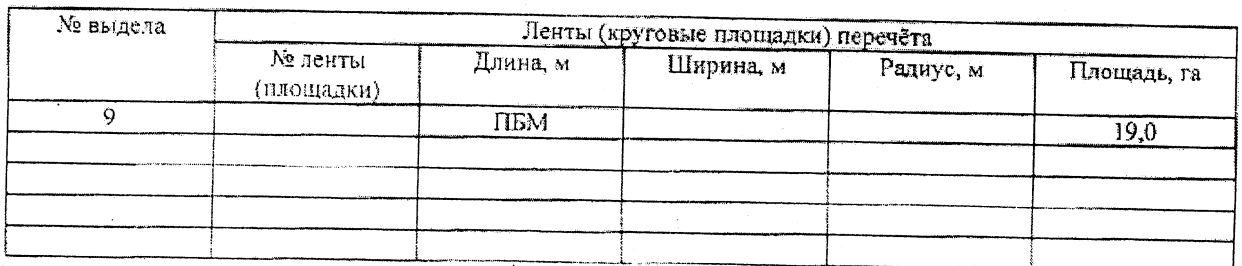 № выдела
Ленты (круговые площадки) перечёта
№ ленты (площадки)
Длина, м
Ширина, м
Радиус, м
Площадь, га
9
ПБМ
19,0